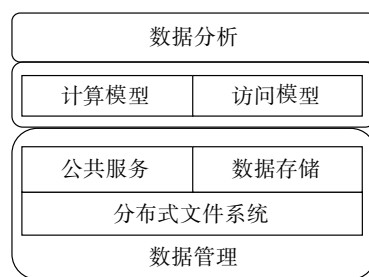 数据分析
计算模型 访问模型
公共服务 数据存储
分布式文件系统
数据管理